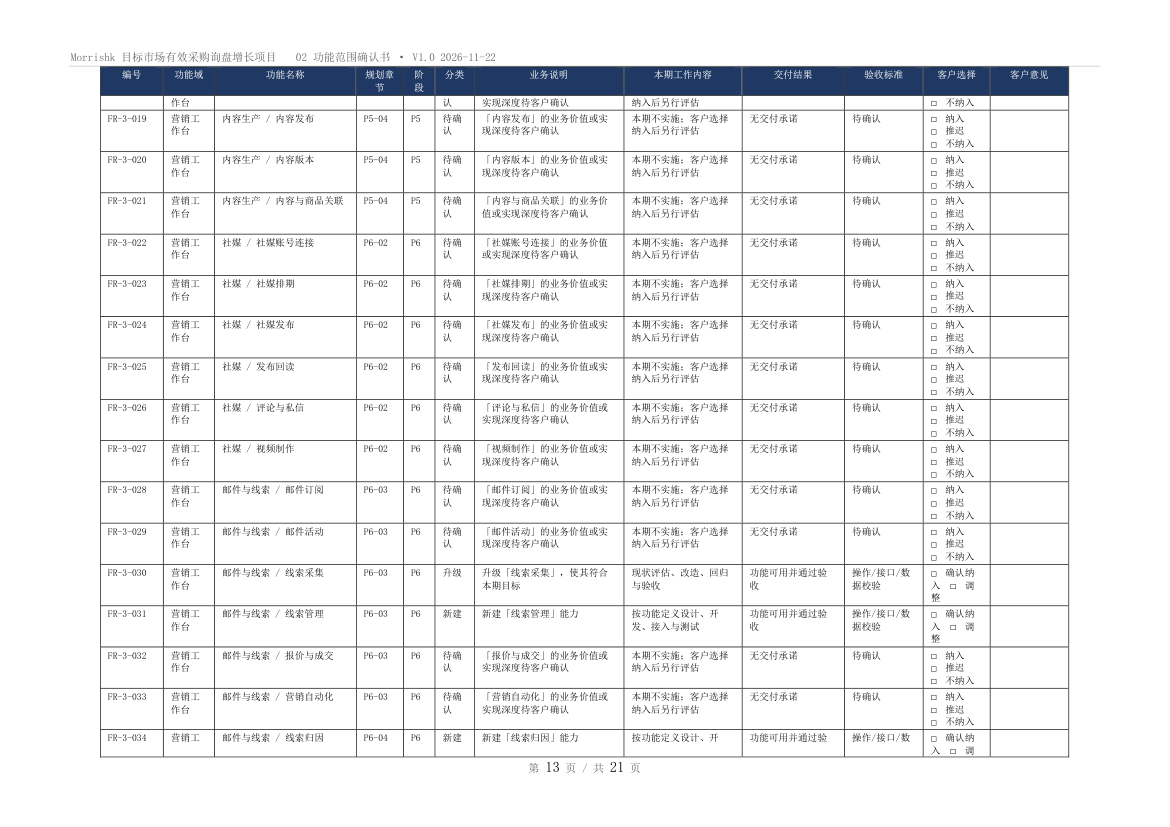 Morrishk 目标市场有效采购询盘增长项目 02 功能范围确认书 • V1.0 2026-11-22
编号 功能域 功能名称 规划章节 阶段 分类 业务说明 本期工作内容 交付结果 验收标准 客户选择 客户意见
作台 认 实现深度待客户确认 纳入后另行评估 □ 不纳入
FR-3-019 营销工作台 内容生产 / 内容发布 P5-04 P5 待确认 「内容发布」的业务价值或实现深度待客户确认 本期不实施；客户选择纳入后另行评估 无交付承诺 待确认 □ 纳入 □ 推迟 □ 不纳入
FR-3-020 营销工作台 内容生产 / 内容版本 P5-04 P5 待确认 「内容版本」的业务价值或实现深度待客户确认 本期不实施；客户选择纳入后另行评估 无交付承诺 待确认 □ 纳入 □ 推迟 □ 不纳入
FR-3-021 营销工作台 内容生产 / 内容与商品关联 P5-04 P5 待确认 「内容与商品关联」的业务价值或实现深度待客户确认 本期不实施；客户选择纳入后另行评估 无交付承诺 待确认 □ 纳入 □ 推迟 □ 不纳入
FR-3-022 营销工作台 社媒 / 社媒账号连接 P6-02 P6 待确认 「社媒账号连接」的业务价值或实现深度待客户确认 本期不实施；客户选择纳入后另行评估 无交付承诺 待确认 □ 纳入 □ 推迟 □ 不纳入
FR-3-023 营销工作台 社媒 / 社媒排期 P6-02 P6 待确认 「社媒排期」的业务价值或实现深度待客户确认 本期不实施；客户选择纳入后另行评估 无交付承诺 待确认 □ 纳入 □ 推迟 □ 不纳入
FR-3-024 营销工作台 社媒 / 社媒发布 P6-02 P6 待确认 「社媒发布」的业务价值或实现深度待客户确认 本期不实施；客户选择纳入后另行评估 无交付承诺 待确认 □ 纳入 □ 推迟 □ 不纳入
FR-3-025 营销工作台 社媒 / 发布回读 P6-02 P6 待确认 「发布回读」的业务价值或实现深度待客户确认 本期不实施；客户选择纳入后另行评估 无交付承诺 待确认 □ 纳入 □ 推迟 □ 不纳入
FR-3-026 营销工作台 社媒 / 评论与私信 P6-02 P6 待确认 「评论与私信」的业务价值或实现深度待客户确认 本期不实施；客户选择纳入后另行评估 无交付承诺 待确认 □ 纳入 □ 推迟 □ 不纳入
FR-3-027 营销工作台 社媒 / 视频制作 P6-02 P6 待确认 「视频制作」的业务价值或实现深度待客户确认 本期不实施；客户选择纳入后另行评估 无交付承诺 待确认 □ 纳入 □ 推迟 □ 不纳入
FR-3-028 营销工作台 邮件与线索 / 邮件订阅 P6-03 P6 待确认 「邮件订阅」的业务价值或实现深度待客户确认 本期不实施；客户选择纳入后另行评估 无交付承诺 待确认 □ 纳入 □ 推迟 □ 不纳入
FR-3-029 营销工作台 邮件与线索 / 邮件活动 P6-03 P6 待确认 「邮件活动」的业务价值或实现深度待客户确认 本期不实施；客户选择纳入后另行评估 无交付承诺 待确认 □ 纳入 □ 推迟 □ 不纳入
FR-3-030 营销工作台 邮件与线索 / 线索采集 P6-03 P6 升级 升级「线索采集」，使其符合本期目标 现状评估、改造、回归与验收 功能可用并通过验收 操作/接口/数据校验 □ 确认纳入 □ 调整
FR-3-031 营销工作台 邮件与线索 / 线索管理 P6-03 P6 新建 新建「线索管理」能力 按功能定义设计、开发、接入与测试 功能可用并通过验收 操作/接口/数据校验 □ 确认纳入 □ 调整
FR-3-032 营销工作台 邮件与线索 / 报价与成交 P6-03 P6 待确认 「报价与成交」的业务价值或实现深度待客户确认 本期不实施；客户选择纳入后另行评估 无交付承诺 待确认 □ 纳入 □ 推迟 □ 不纳入
FR-3-033 营销工作台 邮件与线索 / 营销自动化 P6-03 P6 待确认 「营销自动化」的业务价值或实现深度待客户确认 本期不实施；客户选择纳入后另行评估 无交付承诺 待确认 □ 纳入 □ 推迟 □ 不纳入
FR-3-034 营销工 邮件与线索 / 线索归因 P6-04 P6 新建 新建「线索归因」能力 按功能定义设计、开 功能可用并通过验 操作/接口/数 □ 确认纳入 □ 调
第 13 页 / 共 21 页